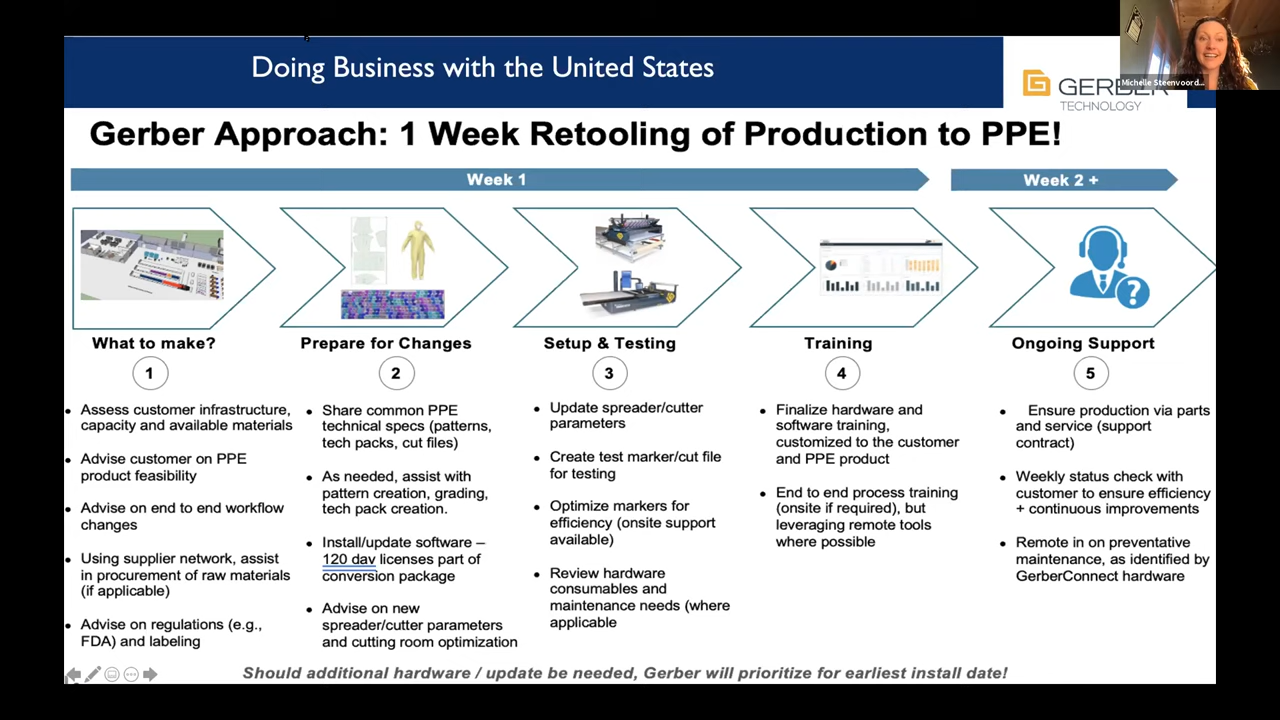 Doing Business with the United States
GERBER
TECHNOLOGY
Michelle Steenvoord...
Gerber Approach: 1 Week Retooling of Production to PPE!
Week 1
Week 2 +
What to make?
1
Assess customer infrastructure,
capacity and available materials
Advise customer on PPE
product feasibility
Advise on end to end workflow
changes
Using supplier network, assist
in procurement of raw materials
(if applicable)
Advise on regulations (e.g.,
FDA) and labeling
Prepare for Changes
2
Share common PPE
technical specs (patterns,
tech packs, cut files)
As needed, assist with
pattern creation, grading,
tech pack creation.
Install/update software –
120 day licenses part of
conversion package
Advise on new
spreader/cutter parameters
and cutting room optimization
Setup & Testing
3
Update spreader/cutter
parameters
Create test marker/cut file
for testing
Optimize markers for
efficiency (onsite support
available)
Review hardware
consumables and
maintenance needs (where
applicable
Training
4
Finalize hardware and
software training,
customized to the customer
and PPE product
End to end process training
(onsite if required), but
leveraging remote tools
where possible
?
Ongoing Support
5
Ensure production via parts
and service (support
contract)
Weekly status check with
customer to ensure efficiency
+ continuous improvements
Remote in on preventative
maintenance, as identified by
GerberConnect hardware
Should additional hardware / update be needed, Gerber will prioritize for earliest install date!